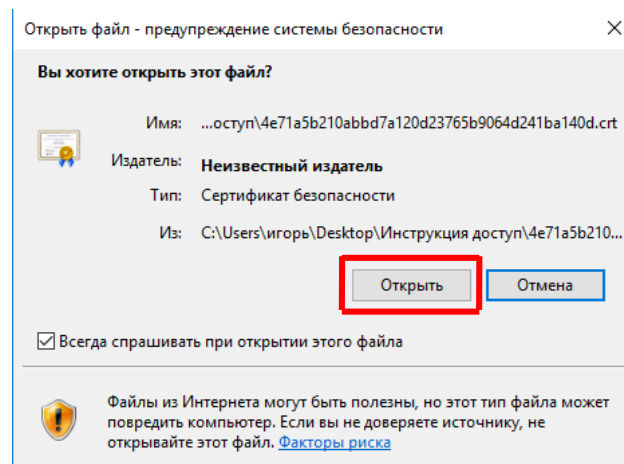 Открыть файл - предупреждение системы безопасности
Вы хотите открыть этот файл?
Имя: ...оступ\4e71a5b210abbd7a120d23765b9064d241ba140d.crt
Издатель: Неизвестный издатель
Тип: Сертификат безопасности
Из: C:\Users\игорь\Desktop\Инструкция доступ\4e71a5b210...
Открыть Отмена
Всегда спрашивать при открытии этого файла
Файлы из Интернета могут быть полезны, но этот тип файла может
повредить компьютер. Если вы не доверяете источнику, не
открывайте этот файл. Факторы риска